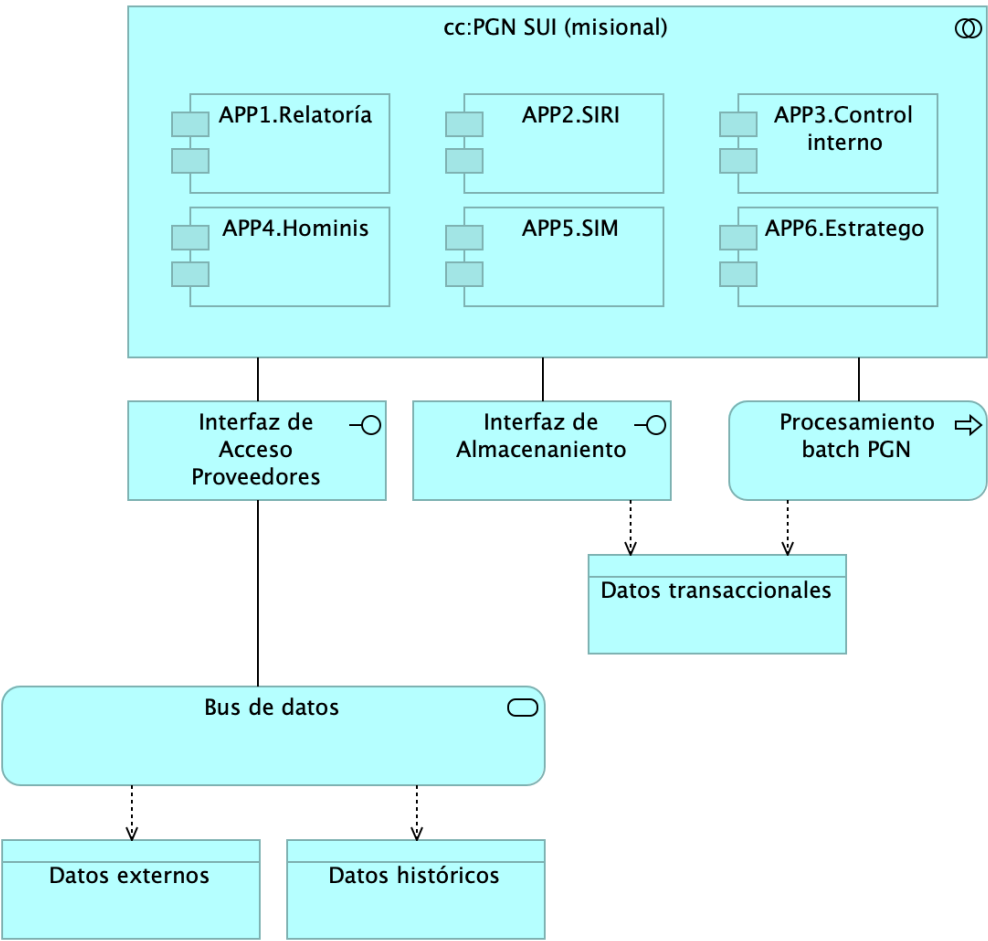 cc:PGN SUI (misional)
APP1.Relatoría
APP2.SIRI
APP3.Control
interno
APP4.Hominis
APP5.SIM
APP6.Estratego
Interfaz de
Acceso
Proveedores
Interfaz de
Almacenaniento
Procesamiento
batch PGN
Datos transaccionales
Bus de datos
Datos externos
Datos históricos